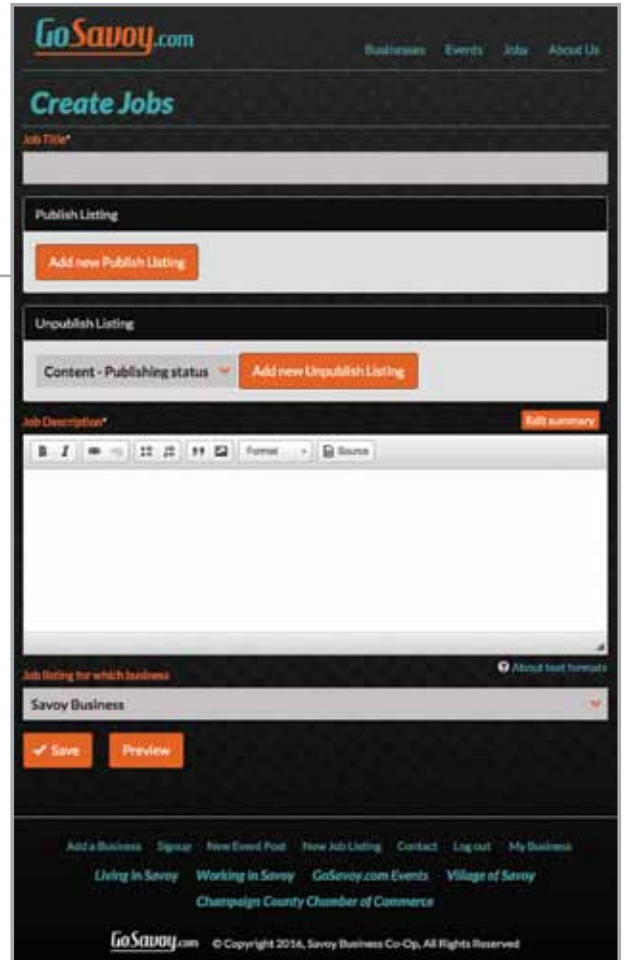 GoSavoy.com
Businesses Events Jobs About Us
Create Jobs
Job Title*
Publish Listing
Add new Publish Listing
Unpublish Listing
Content - Publishing status Add new Unpublish Listing
Job Description* Edit summary
B I Format Source
About text formats
Job listing for which business
Savoy Business
Save Preview
Add a Business Signup New Event Post New Job Listing Contact Log out My Business
Living in Savoy Working in Savoy GoSavoy.com Events Village of Savoy
Champaign County Chamber of Commerce
GoSavoy.com © Copyright 2016, Savoy Business Co-Op, All Rights Reserved